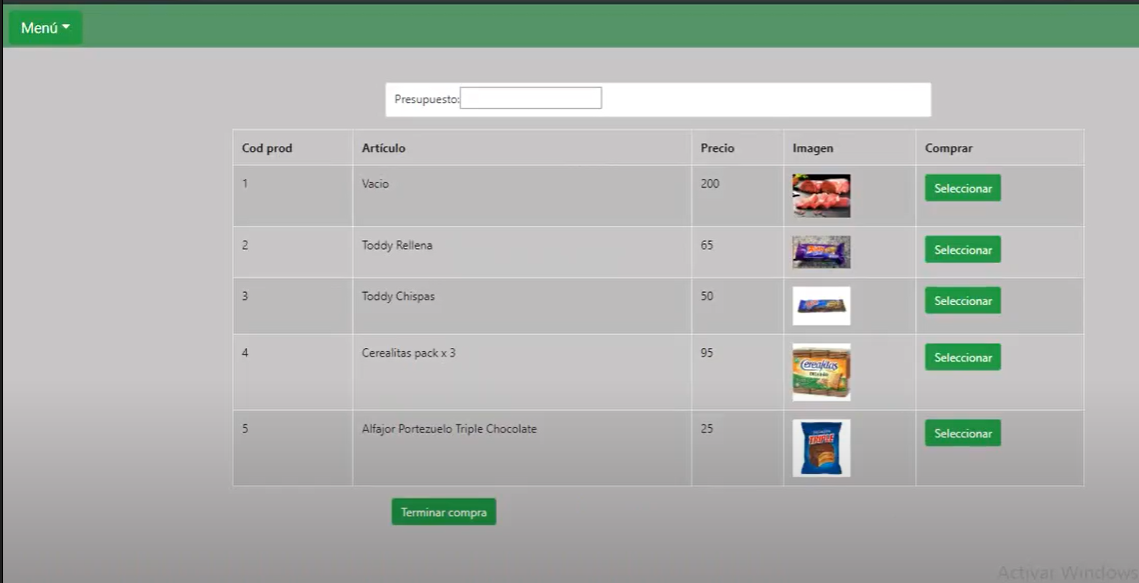 Menú
Presupuesto:
Cod prod Artículo Precio Imagen Comprar
1 Vacio 200 Seleccionar
2 Toddy Rellena 65 Seleccionar
3 Toddy Chispas 50 Seleccionar
4 Cerealitas pack x 3 95 Cerealitas Seleccionar
5 Alfajor Portezuelo Triple Chocolate 25 TRIPLE Seleccionar
Terminar compra
Activar Windows